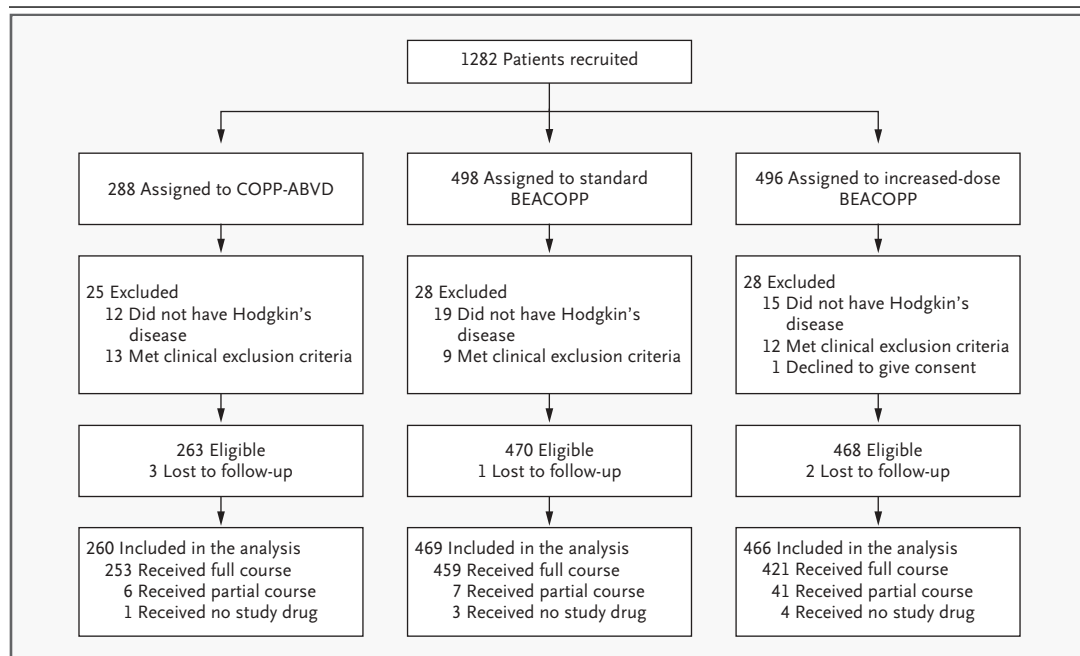 1282 Patients recruited
288 Assigned to COPP-ABVD
498 Assigned to standard
BEACOPP
496 Assigned to increased-dose
BEACOPP
25 Excluded
12 Did not have Hodgkin's
disease
13 Met clinical exclusion criteria
28 Excluded
19 Did not have Hodgkin's
disease
9 Met clinical exclusion criteria
28 Excluded
15 Did not have Hodgkin's
disease
12 Met clinical exclusion criteria
1 Declined to give consent
263 Eligible
3 Lost to follow-up
470 Eligible
1 Lost to follow-up
468 Eligible
2 Lost to follow-up
260 Included in the analysis
253 Received full course
6 Received partial course
1 Received no study drug
469 Included in the analysis
459 Received full course
7 Received partial course
3 Received no study drug
466 Included in the analysis
421 Received full course
41 Received partial course
4 Received no study drug